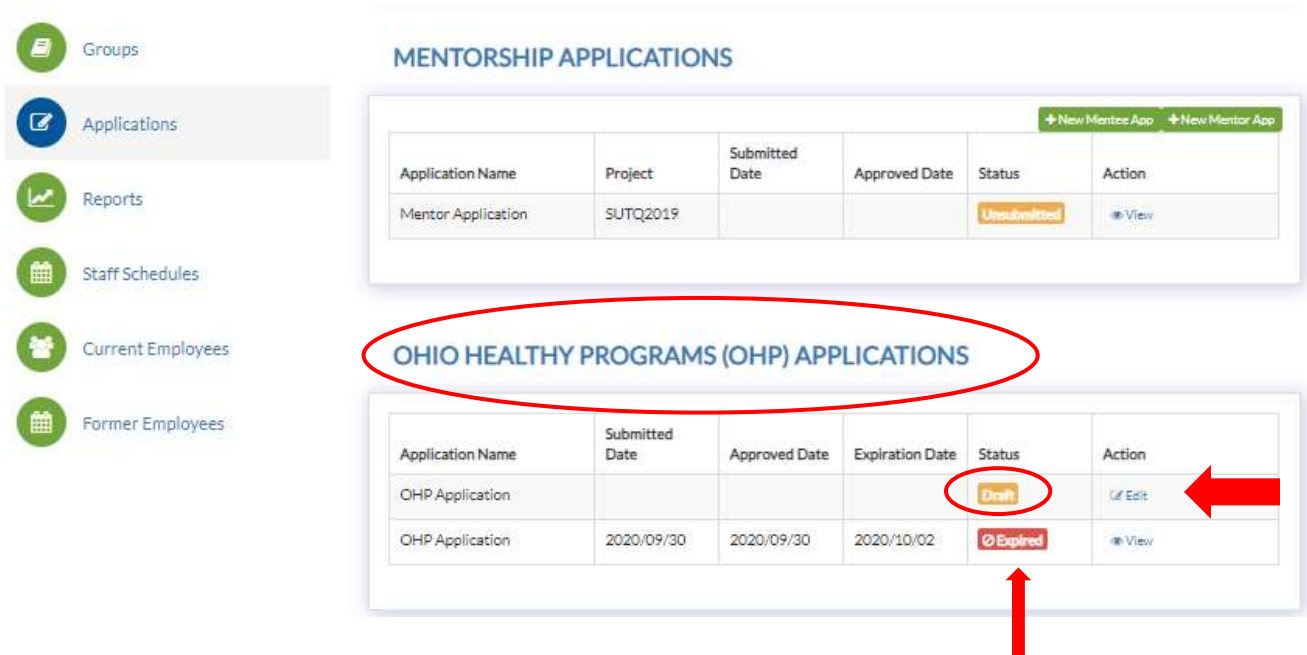 Groups
Applications
Reports
Staff Schedules
Current Employees
Former Employees
MENTORSHIP APPLICATIONS
New Mentee App New Mentor App
Application Name Project Submitted Date Approved Date Status Action
Mentor Application SUTQ2019 Unsubmitted View
OHIO HEALTHY PROGRAMS (OHP) APPLICATIONS
Application Name Submitted Date Approved Date Expiration Date Status Action
OHP Application Draft Edit
OHP Application 2020/09/30 2020/09/30 2020/10/02 Expired View